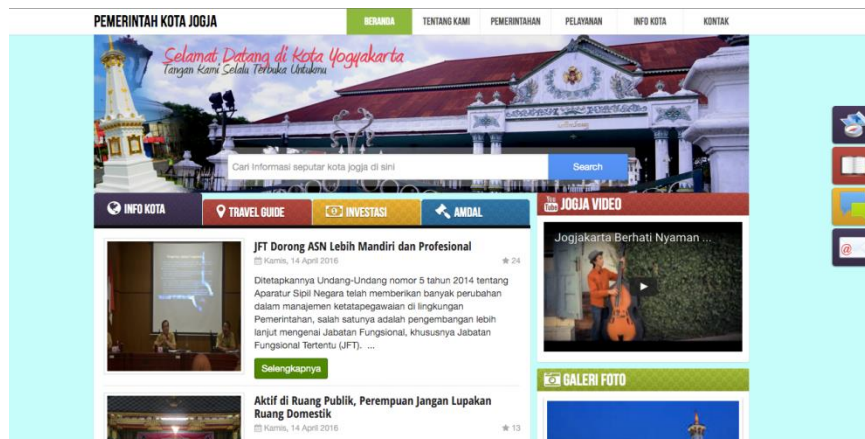 PEMERINTAH KOTA JOGJA
BERANDA TENTANG KAMI PEMERINTAHAN PELAYANAN INFO KOTA KONTAK
Selamat Datang di Kota Yogyakarta
Tangan Kami Selalu Terbuka Untukmu
Cari Informasi seputar kota jogja di sini Search
INFO KOTA TRAVEL GUIDE INVESTASI AMDAL
You Tube JOGJA VIDEO
JFT Dorong ASN Lebih Mandiri dan Profesional
Kamis, 14 April 2016 24
Ditetapkannya Undang-Undang nomor 5 tahun 2014 tentang
Aparatur Sipil Negara telah memberikan banyak perubahan
dalam manajemen ketatapegawaian di lingkungan
Pemerintahan, salah satunya adalah pengembangan lebih
lanjut mengenai Jabatan Fungsional, khususnya Jabatan
Fungsional Tertentu (JFT). ...
Selengkapnya
Jogjakarta Berhati Nyaman ...
GALERI FOTO
Aktif di Ruang Publik, Perempuan Jangan Lupakan
Ruang Domestik
Kamis, 14 April 2016 13
@